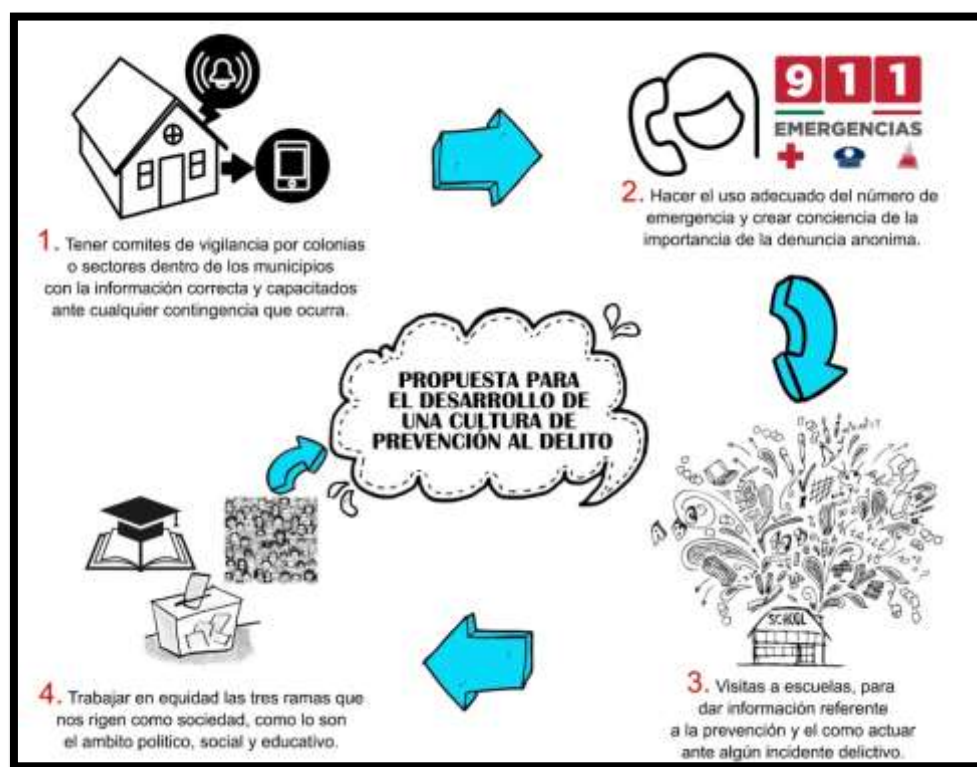 911
EMERGENCIAS
1. Tener comites de vigilancia por colonias
o sectores dentro de los municipios
con la información correcta y capacitados
ante cualquier contingencia que ocurra.
2. Hacer el uso adecuado del número de
emergencia y crear conciencia de la
importancia de la denuncia anonima.
PROPUESTA PARA
EL DESARROLLO DE
UNA CULTURA DE
PREVENCIÓN AL DELITO
SCHOOL
3. Visitas a escuelas, para
dar información referente
a la prevención y el como actuar
ante algún incidente delictivo.
4. Trabajar en equidad las tres ramas que
nos rigen como sociedad, como lo son
el ambito politico, social y educativo.